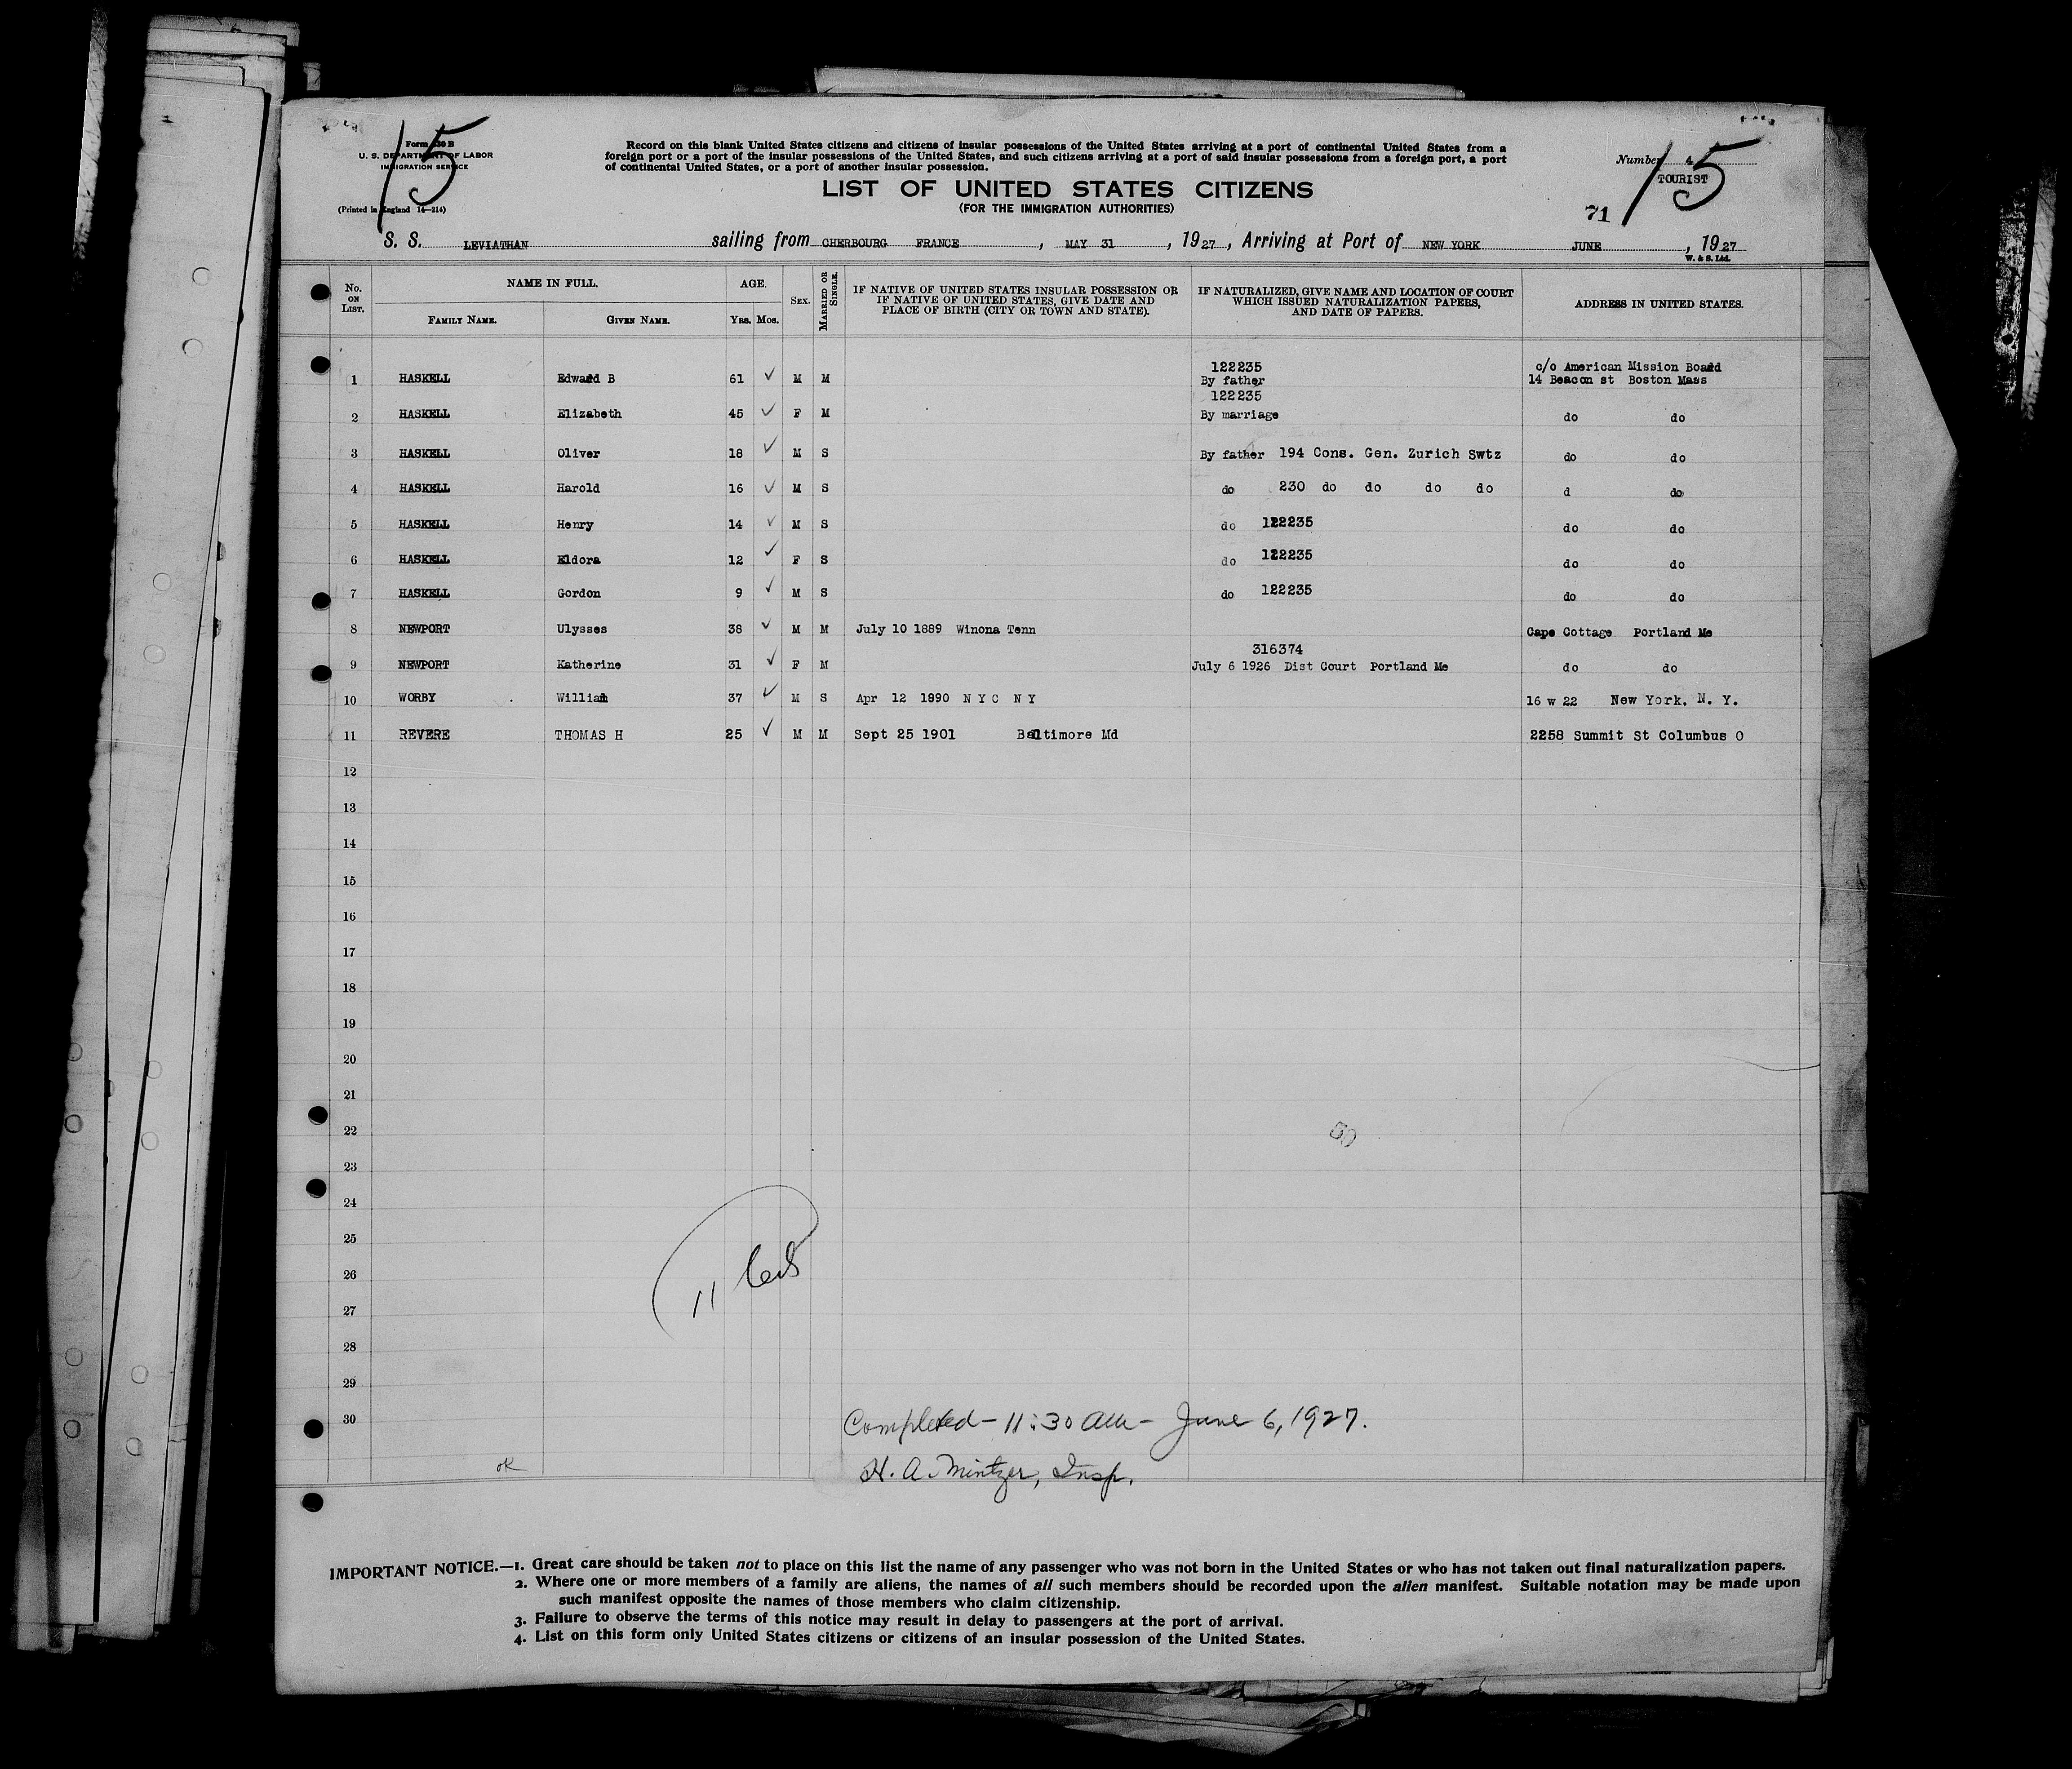 15
Form 630 B
U. S. DEPARTMENT OF LABOR
IMMIGRATION SERVICE
(Printed in England 14—214)
Record on this blank United States citizens and citizens of insular possessions of the United States arriving at a port of continental United States from a
foreign port or a port of the insular possessions of the United States, and such citizens arriving at a port of said insular possessions from a foreign port, a port
of continental United States, or a port of another insular possession.
LIST OF UNITED STATES CITIZENS
(FOR THE IMMIGRATION AUTHORITIES)
Number 4
TOURIST
15
71
S. S. LEVIATHAN sailing from CHERBOURG FRANCE, MAY 31, 1927, Arriving at Port of NEW YORK JUNE, 1927
W. & S. Ltd.
No. ON LIST. NAME IN FULL. AGE. SEX. MARRIED OR SINGLE. IF NATIVE OF UNITED STATES INSULAR POSSESSION OR IF NATIVE OF UNITED STATES, GIVE DATE AND PLACE OF BIRTH (CITY OR TOWN AND STATE). IF NATURALIZED, GIVE NAME AND LOCATION OF COURT WHICH ISSUED NATURALIZATION PAPERS, AND DATE OF PAPERS. ADDRESS IN UNITED STATES.
FAMILY NAME. GIVEN NAME. YRS. MOS.
122235 c/o American Mission Board
1 HASKELL Edward B 61 ✓ M M By father 14 Beacon st Boston Mass
122235
2 HASKELL Elizabeth 45 ✓ F M By marriage do do
3 HASKELL Oliver 18 ✓ M S By father 194 Cons. Gen. Zurich Swtz do do
4 HASKELL Harold 16 ✓ M S do 230 do do do do d do
5 HASKELL Henry 14 ✓ M S do 122235 do do
6 HASKELL Eldora 12 ✓ F S do 122235 do do
7 HASKELL Gordon 9 ✓ M S do 122235 do do
8 NEWPORT Ulysses 38 ✓ M M July 10 1889 Winona Tenn Cape Cottage Portland Me
316374
9 NEWPORT Katherine 31 ✓ F M July 6 1926 Dist Court Portland Me do do
10 WORBY William 37 ✓ M S Apr 12 1890 N Y C N Y 16 w 22 New York, N. Y.
11 REVERE THOMAS H 25 ✓ M M Sept 25 1901 Baltimore Md 2258 Summit St Columbus O
12
13
14
15
16
17
18
19
20
21
22
23
24
25
26
11
27
28
29
30
Completed — 11:30 AM — June 6, 1927.
OK
H. A. Mintzer, Insp.
IMPORTANT NOTICE.—1. Great care should be taken not to place on this list the name of any passenger who was not born in the United States or who has not taken out final naturalization papers.
2. Where one or more members of a family are aliens, the names of all such members should be recorded upon the alien manifest. Suitable notation may be made upon
such manifest opposite the names of those members who claim citizenship.
3. Failure to observe the terms of this notice may result in delay to passengers at the port of arrival.
4. List on this form only United States citizens or citizens of an insular possession of the United States.